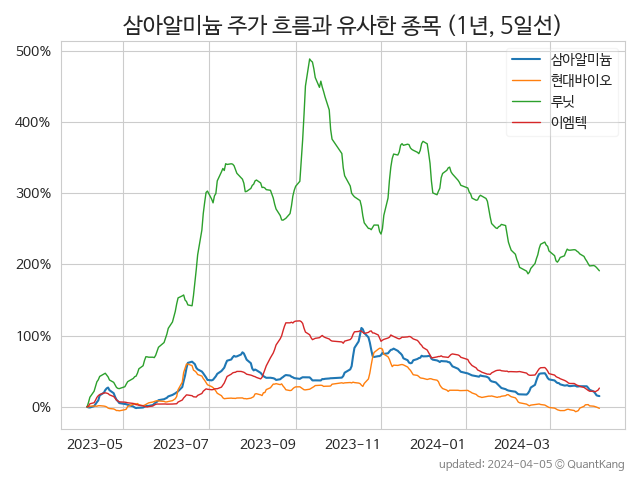 삼아알미늄 주가 흐름과 유사한 종목 (1년, 5일선)
삼아알미늄
현대바이오
루닛
이엠텍
500%
400%
300%
200%
100%
0%
2023-05 2023-07 2023-09 2023-11 2024-01 2024-03
updated: 2024-04-05 © QuantKang